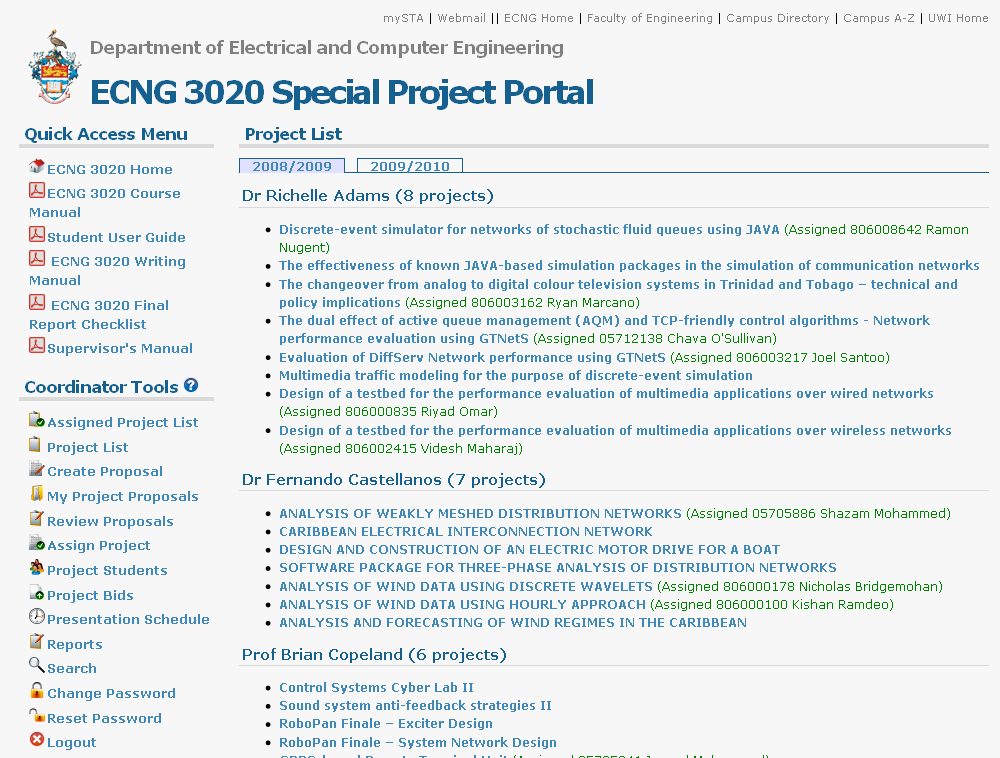 mySTA | Webmail || ECNG Home | Faculty of Engineering | Campus Directory | Campus A-Z | UWI Home
Department of Electrical and Computer Engineering
ECNG 3020 Special Project Portal
Quick Access Menu
ECNG 3020 Home
ECNG 3020 Course
Manual
Student User Guide
ECNG 3020 Writing
Manual
ECNG 3020 Final
Report Checklist
Supervisor's Manual
Coordinator Tools ?
Assigned Project List
Project List
Create Proposal
My Project Proposals
Review Proposals
Assign Project
Project Students
Project Bids
Presentation Schedule
Reports
Search
Change Password
Reset Password
Logout
Project List
2008/2009 2009/2010
Dr Richelle Adams (8 projects)
Discrete-event simulator for networks of stochastic fluid queues using JAVA (Assigned 806008642 Ramon
Nugent)
The effectiveness of known JAVA-based simulation packages in the simulation of communication networks
The changeover from analog to digital colour television systems in Trinidad and Tobago – technical and
policy implications (Assigned 806003162 Ryan Marcano)
The dual effect of active queue management (AQM) and TCP-friendly control algorithms - Network
performance evaluation using GTNetS (Assigned 05712138 Chava O'Sullivan)
Evaluation of DiffServ Network performance using GTNetS (Assigned 806003217 Joel Santoo)
Multimedia traffic modeling for the purpose of discrete-event simulation
Design of a testbed for the performance evaluation of multimedia applications over wired networks
(Assigned 806000835 Riyad Omar)
Design of a testbed for the performance evaluation of multimedia applications over wireless networks
(Assigned 806002415 Videsh Maharaj)
Dr Fernando Castellanos (7 projects)
ANALYSIS OF WEAKLY MESHED DISTRIBUTION NETWORKS (Assigned 05705886 Shazam Mohammed)
CARIBBEAN ELECTRICAL INTERCONNECTION NETWORK
DESIGN AND CONSTRUCTION OF AN ELECTRIC MOTOR DRIVE FOR A BOAT
SOFTWARE PACKAGE FOR THREE-PHASE ANALYSIS OF DISTRIBUTION NETWORKS
ANALYSIS OF WIND DATA USING DISCRETE WAVELETS (Assigned 806000178 Nicholas Bridgemohan)
ANALYSIS OF WIND DATA USING HOURLY APPROACH (Assigned 806000100 Kishan Ramdeo)
ANALYSIS AND FORECASTING OF WIND REGIMES IN THE CARIBBEAN
Prof Brian Copeland (6 projects)
Control Systems Cyber Lab II
Sound system anti-feedback strategies II
RoboPan Finale – Exciter Design
RoboPan Finale – System Network Design